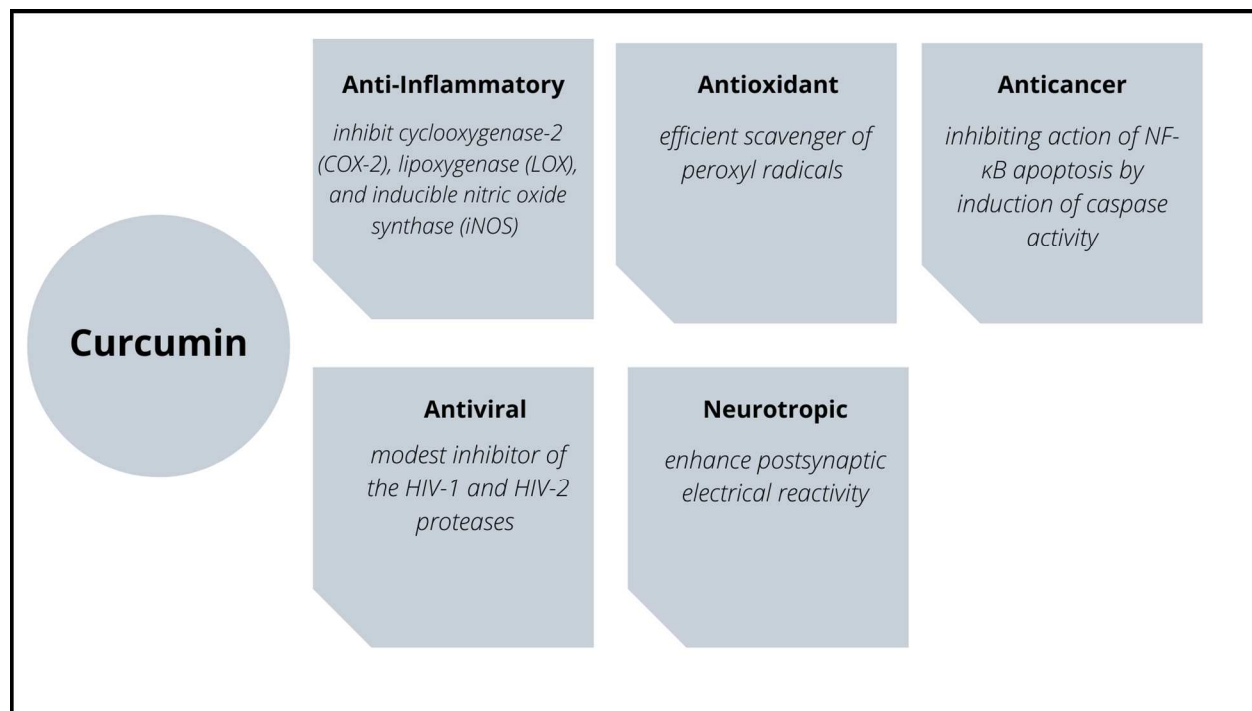 Curcumin
Anti-Inflammatory
inhibit cyclooxygenase-2
(COX-2), lipoxygenase (LOX),
and inducible nitric oxide
synthase (iNOS)
Antioxidant
efficient scavenger of
peroxyl radicals
Anticancer
inhibiting action of NF-
κB apoptosis by
induction of caspase
activity
Antiviral
modest inhibitor of
the HIV-1 and HIV-2
proteases
Neurotropic
enhance postsynaptic
electrical reactivity